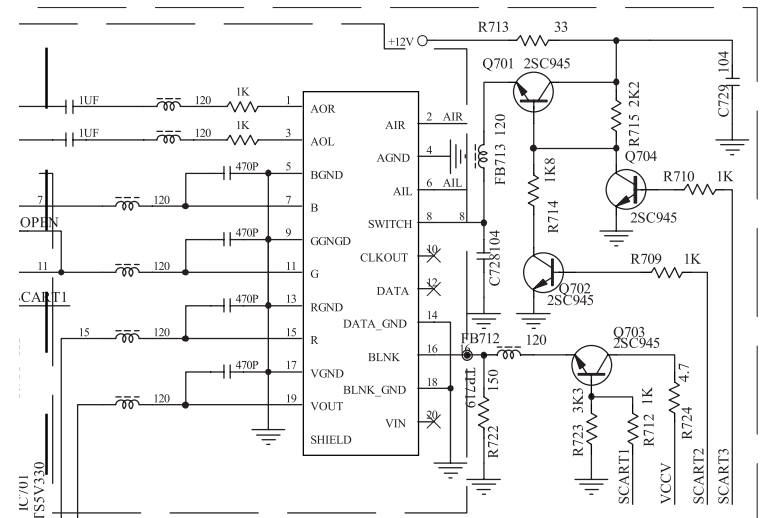 R713 33
+12V
Q701 2SC945
104
C729
1UF 120 1K 1 AOR
AIR 2 AIR
120
FB713
R715 2K2
1UF 120 1K 3 AOL
AGND 4
Q704
470P 5 BGND
AIL 6 AIL
1K8
R714
R710 1K
7 120 7 B
2SC945
OPEN
SWITCH 8 8
470P 9 GGNGD
CLKOUT 10
C728 104
R709 1K
11 120 11 G
Q702
2SC945
DATA 12
CART1
470P 13 RGND
DATA_GND 14
15 120 15 R
FB712
120
Q703
2SC945
BLNK 16 16
TP719
470P 17 VGND
BLNK_GND 18
150
R722
3K3
R723
1K
R712
4.7
R724
120 19 VOUT
VIN 20
SHIELD
IC701
TS5V330
SCART1
VCCV
SCART2
SCART3